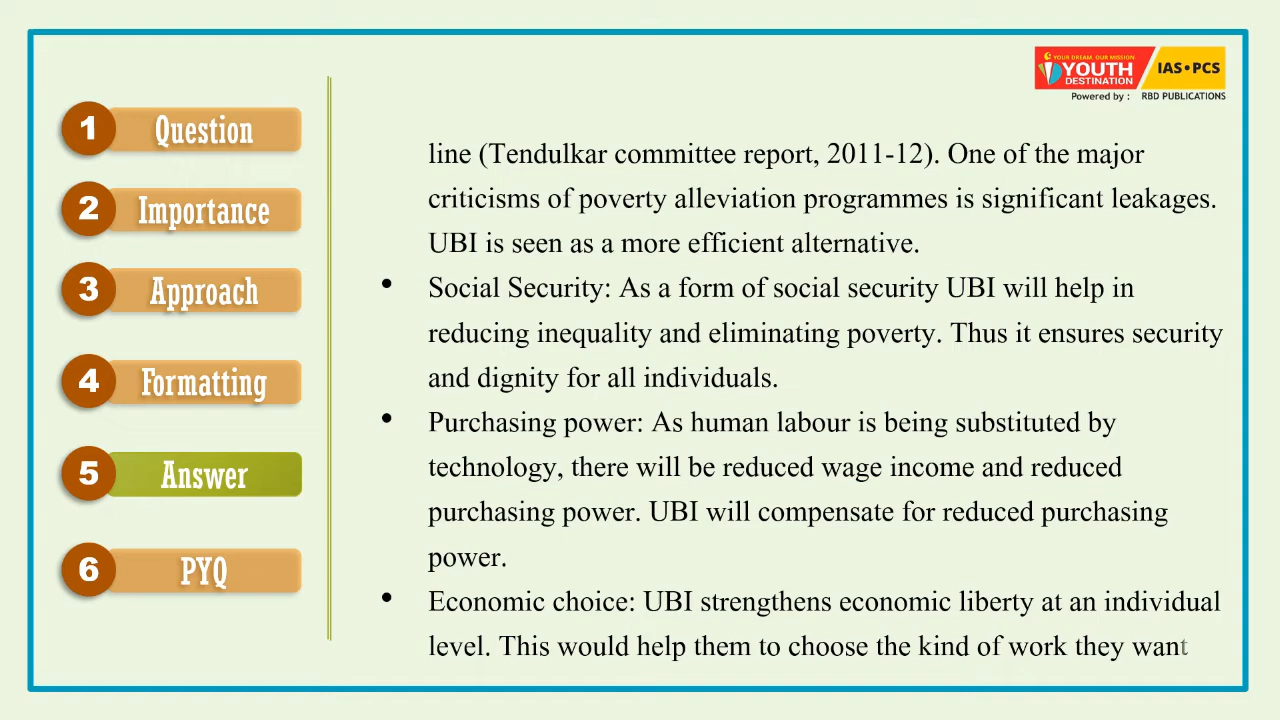 YOUR DREAM. OUR MISSION
YOUTH
DESTINATION
IAS•PCS
Powered by : RBD PUBLICATIONS
1 Question
2 Importance
3 Approach
4 Formatting
5 Answer
6 PYQ
line (Tendulkar committee report, 2011-12). One of the major
criticisms of poverty alleviation programmes is significant leakages.
UBI is seen as a more efficient alternative.
• Social Security: As a form of social security UBI will help in
reducing inequality and eliminating poverty. Thus it ensures security
and dignity for all individuals.
• Purchasing power: As human labour is being substituted by
technology, there will be reduced wage income and reduced
purchasing power. UBI will compensate for reduced purchasing
power.
• Economic choice: UBI strengthens economic liberty at an individual
level. This would help them to choose the kind of work they want